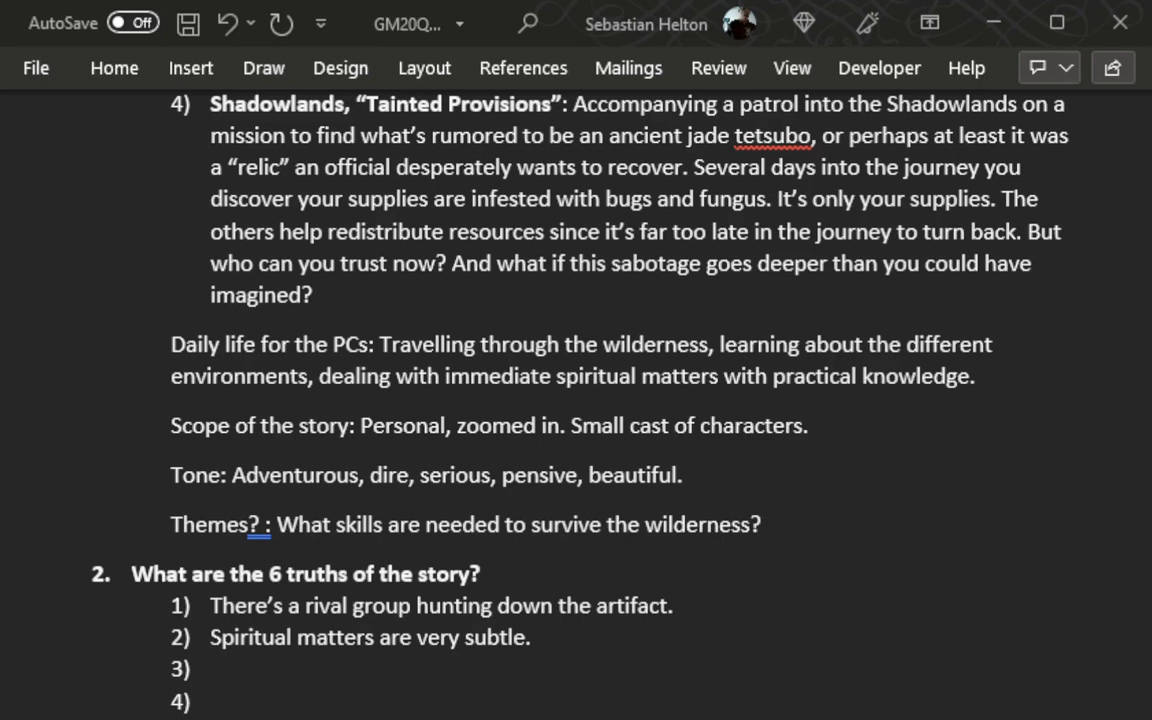 AutoSave Off GM20Q... Sebastian Helton
File Home Insert Draw Design Layout References Mailings Review View Developer Help
4) Shadowlands, “Tainted Provisions”: Accompanying a patrol into the Shadowlands on a
mission to find what’s rumored to be an ancient jade tetsubo, or perhaps at least it was
a “relic” an official desperately wants to recover. Several days into the journey you
discover your supplies are infested with bugs and fungus. It’s only your supplies. The
others help redistribute resources since it’s far too late in the journey to turn back. But
who can you trust now? And what if this sabotage goes deeper than you could have
imagined?
Daily life for the PCs: Travelling through the wilderness, learning about the different
environments, dealing with immediate spiritual matters with practical knowledge.
Scope of the story: Personal, zoomed in. Small cast of characters.
Tone: Adventurous, dire, serious, pensive, beautiful.
Themes? : What skills are needed to survive the wilderness?
2. What are the 6 truths of the story?
1) There’s a rival group hunting down the artifact.
2) Spiritual matters are very subtle.
3)
4)